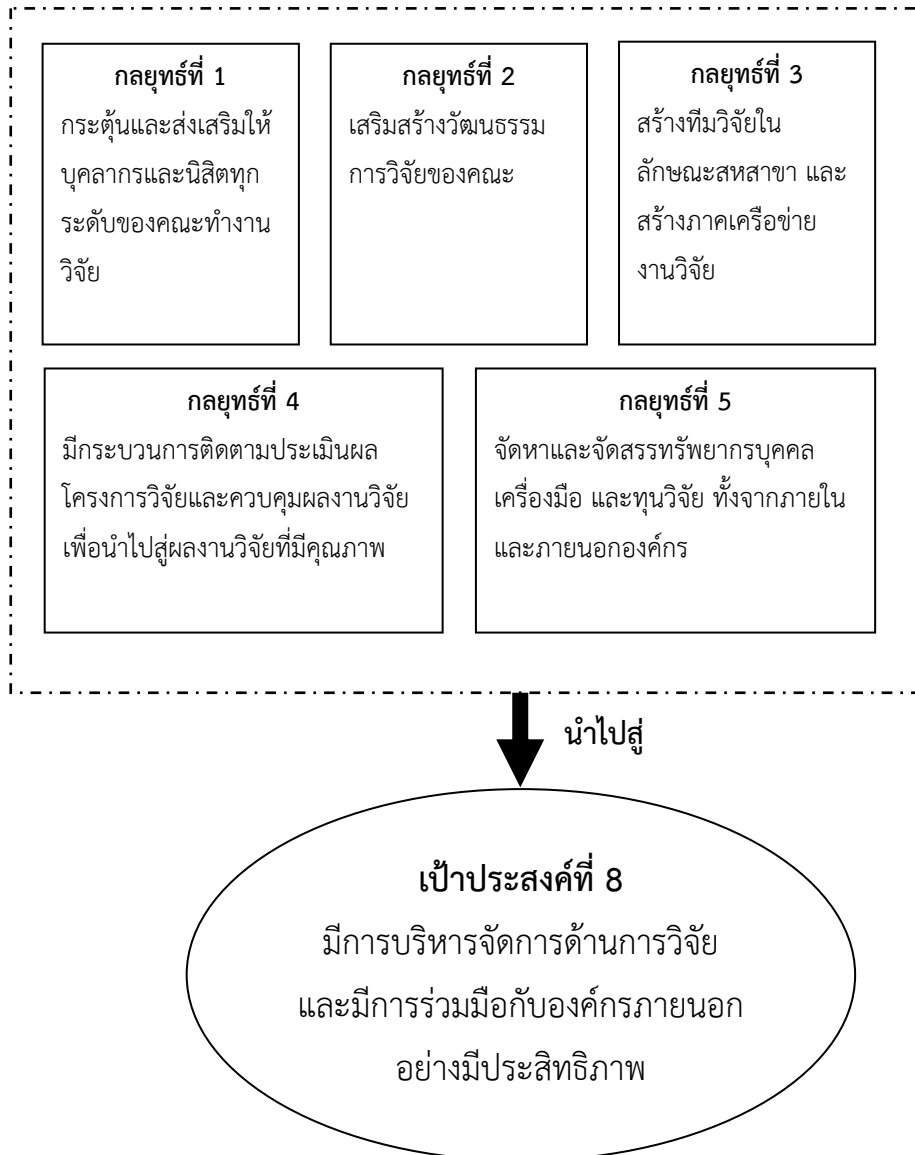 กลยุทธ์ที่ 1
กระตุ้นและส่งเสริมให้
บุคลากรและนิสิตทุก
ระดับของคณะทำงาน
วิจัย
กลยุทธ์ที่ 2
เสริมสร้างวัฒนธรรม
การวิจัยของคณะ
กลยุทธ์ที่ 3
สร้างทีมวิจัยใน
ลักษณะสหสาขา และ
สร้างภาคเครือข่าย
งานวิจัย
กลยุทธ์ที่ 4
มีกระบวนการติดตามประเมินผล
โครงการวิจัยและควบคุมผลงานวิจัย
เพื่อนำไปสู่ผลงานวิจัยที่มีคุณภาพ
กลยุทธ์ที่ 5
จัดหาและจัดสรรทรัพยากรบุคคล
เครื่องมือ และทุนวิจัย ทั้งจากภายใน
และภายนอกองค์กร
นำไปสู่
เป้าประสงค์ที่ 8
มีการบริหารจัดการด้านการวิจัย
และมีการร่วมมือกับองค์กรภายนอก
อย่างมีประสิทธิภาพ